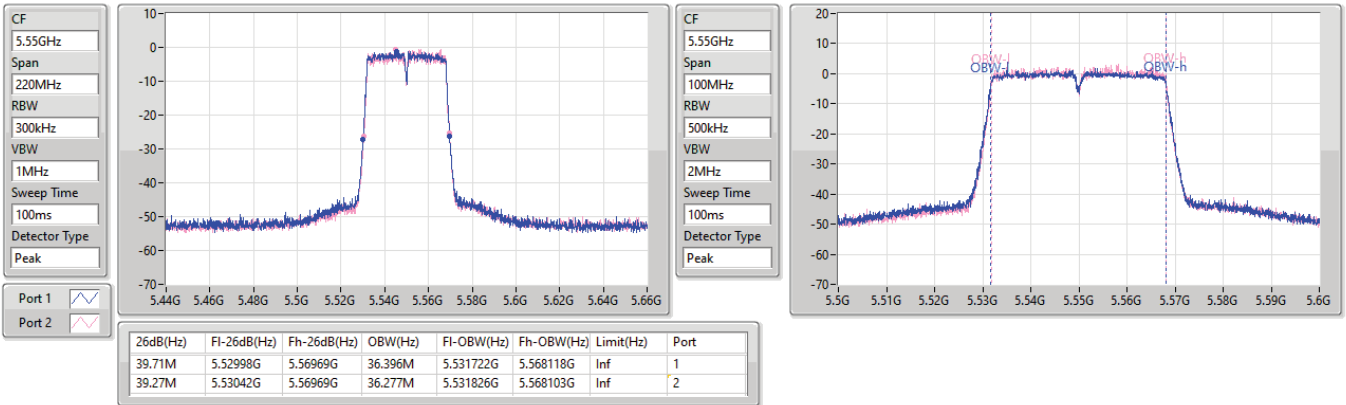 CF
5.55GHz
Span
220MHz
RBW
300kHz
VBW
1MHz
Sweep Time
100ms
Detector Type
Peak
Port 1
Port 2
10
0
-10
-20
-30
-40
-50
-60
-70
5.44G 5.46G 5.48G 5.5G 5.52G 5.54G 5.56G 5.58G 5.6G 5.62G 5.64G 5.66G
CF
5.55GHz
Span
100MHz
RBW
500kHz
VBW
2MHz
Sweep Time
100ms
Detector Type
Peak
20
10
0
-10
-20
-30
-40
-50
-60
-70
OBW-l OBW-h
OBW-l OBW-h
5.5G 5.51G 5.52G 5.53G 5.54G 5.55G 5.56G 5.57G 5.58G 5.59G 5.6G
26dB(Hz) Fl-26dB(Hz) Fh-26dB(Hz) OBW(Hz) Fl-OBW(Hz) Fh-OBW(Hz) Limit(Hz) Port
39.71M 5.52998G 5.56969G 36.396M 5.531722G 5.568118G Inf 1
39.27M 5.53042G 5.56969G 36.277M 5.531826G 5.568103G Inf 2